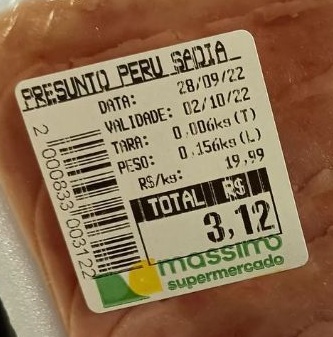 PRESUNTO PERU SADIA
DATA: 28/09/22
VALIDADE: 02/10/22
TARA: 0,006kg(T)
PESO: 0,156kg(L)
R$/kg: 19,99
TOTAL R$
3,12
2 000833 003122
massimo
supermercado